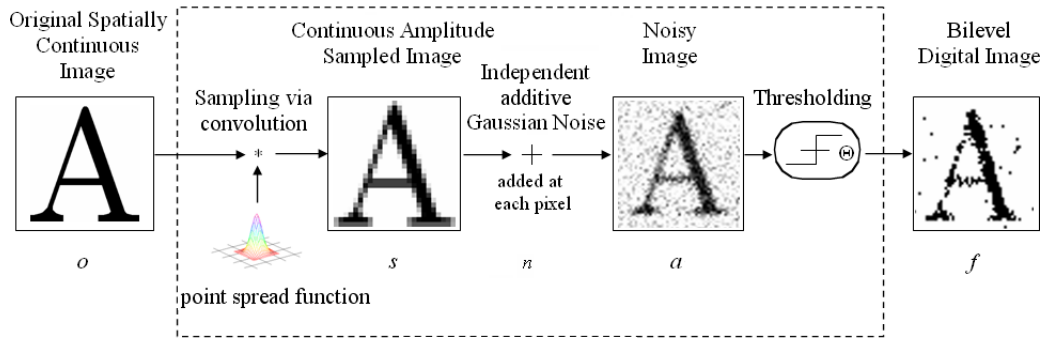 Original Spatially
Continuous
Image
A
o
Sampling via
convolution
*
point spread function
Continuous Amplitude
Sampled Image
A
s
Independent
additive
Gaussian Noise
+
added at
each pixel
n
Noisy
Image
A
a
Thresholding
Θ
Bilevel
Digital Image
A
f